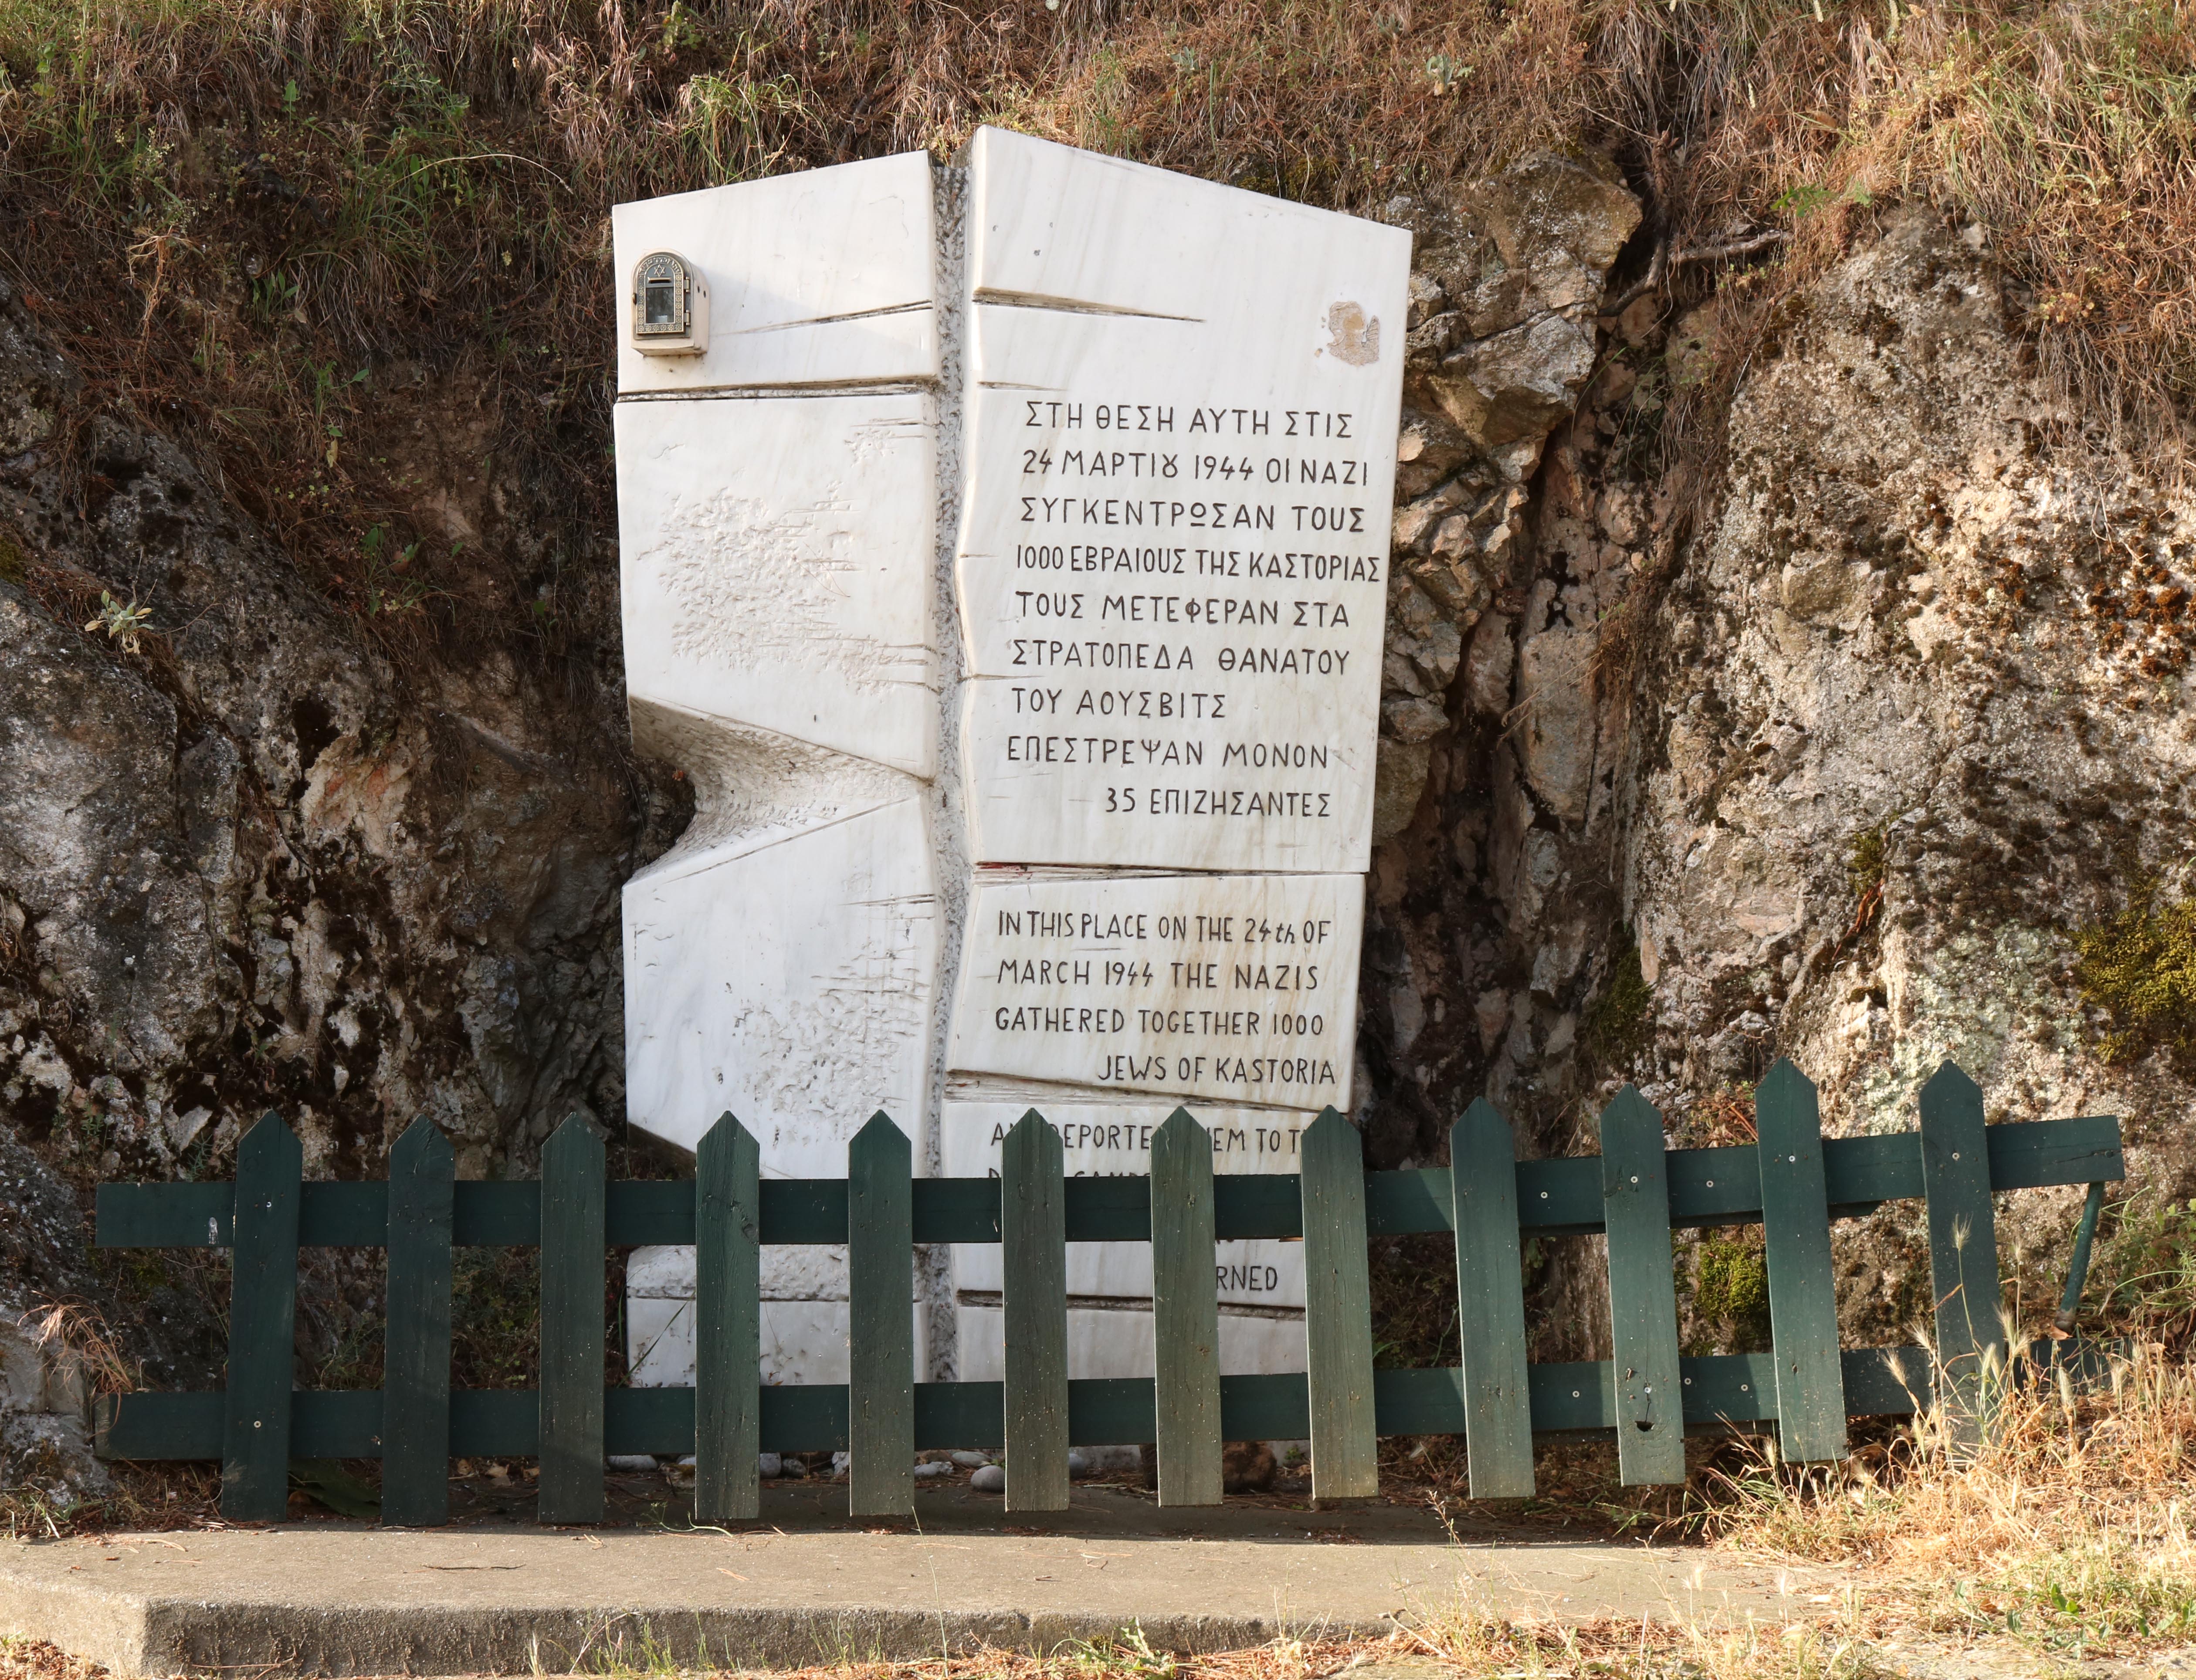 ΣΤΗ ΘΕΣΗ ΑΥΤΗ ΣΤΙΣ
24 ΜΑΡΤΙȢ 1944 ΟΙ ΝΑΖΙ
ΣΥΓΚΕΝΤΡΩΣΑΝ ΤΟΥΣ
1000 ΕΒΡΑΙΟΥΣ ΤΗΣ ΚΑΣΤΟΡΙΑΣ
ΤΟΥΣ ΜΕΤΕΦΕΡΑΝ ΣΤΑ
ΣΤΡΑΤΟΠΕΔΑ ΘΑΝΑΤΟΥ
ΤΟΥ ΑΟΥΣΒΙΤΣ
ΕΠΕΣΤΡΕΨΑΝ ΜΟΝΟΝ
35 ΕΠΙΖΗΣΑΝΤΕΣ
IN THIS PLACE ON THE 24th OF
MARCH 1944 THE NAZIS
GATHERED TOGETHER 1000
JEWS OF KASTORIA
TO